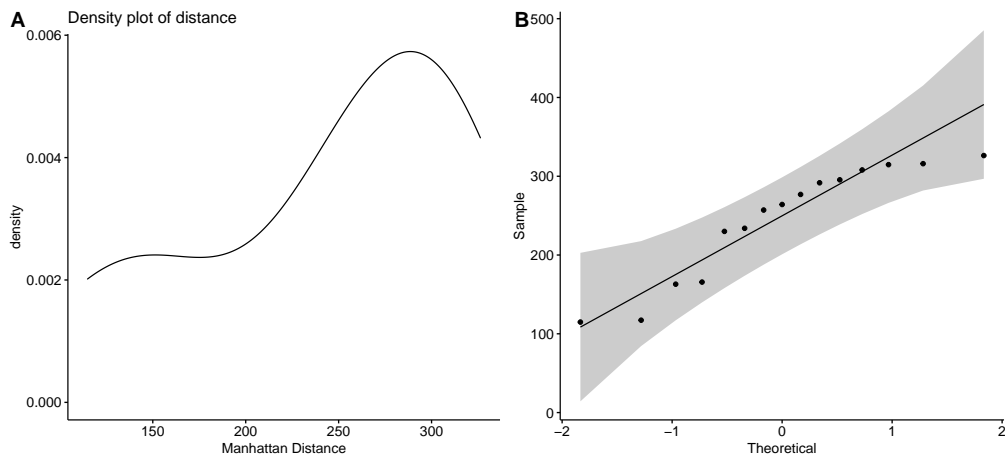 A
Density plot of distance
0.006
0.004
0.002
0.000
density
150 200 250 300
Manhattan Distance
B
500
400
300
200
100
0
Sample
−2 −1 0 1 2
Theoretical